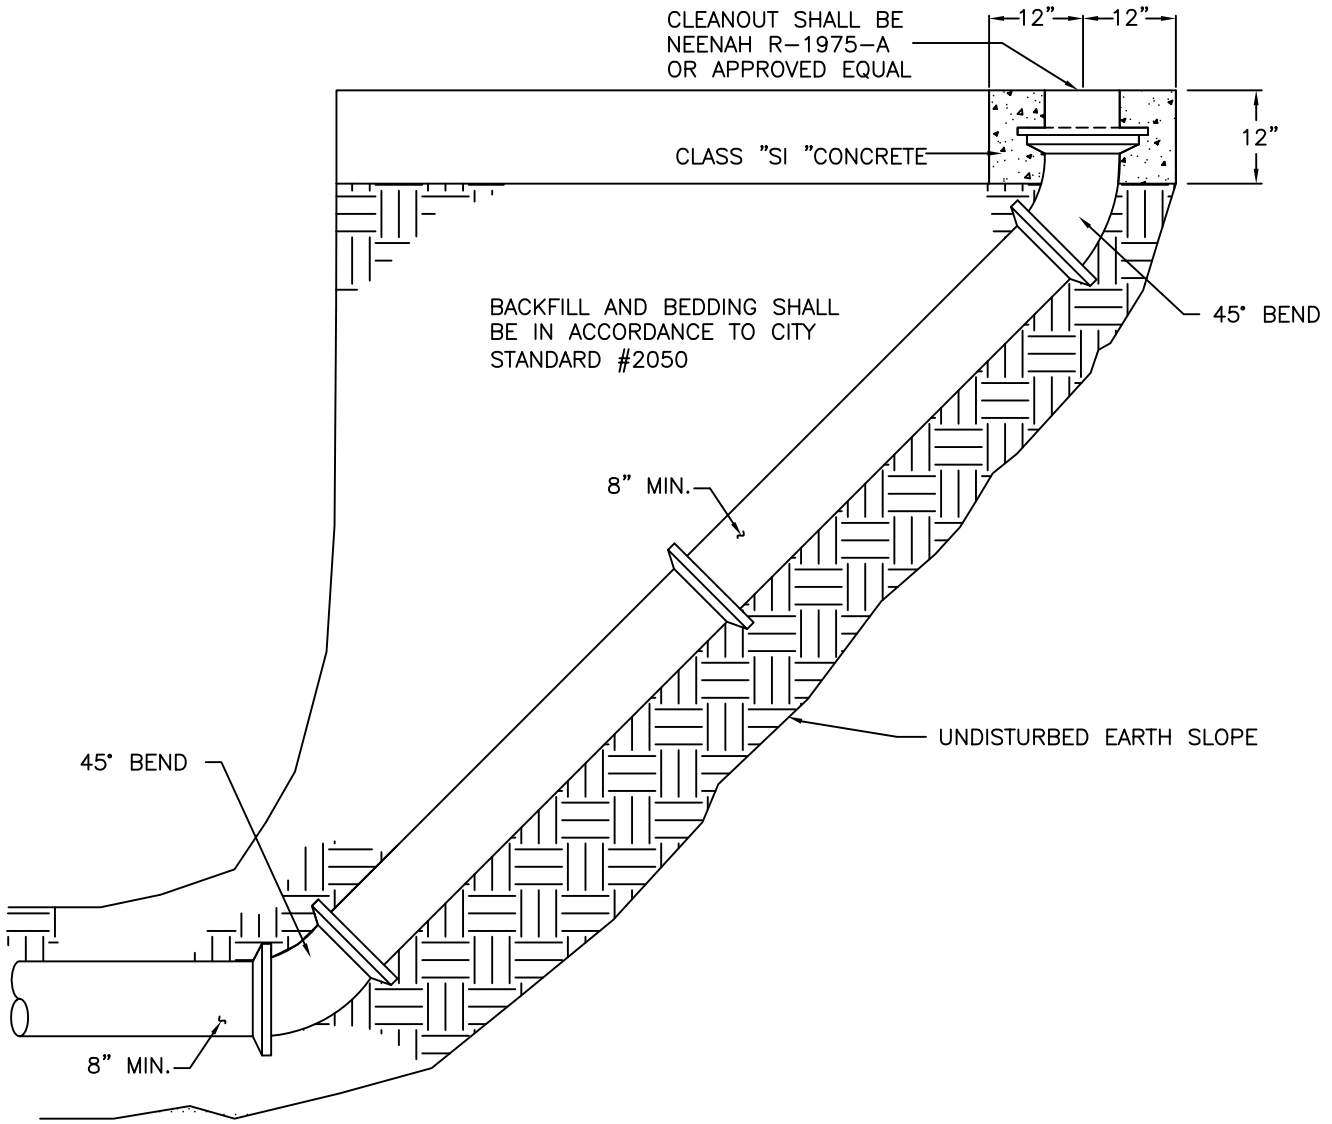 CLEANOUT SHALL BE
NEENAH R-1975-A
OR APPROVED EQUAL
12"
12"
12"
CLASS "SI "CONCRETE
BACKFILL AND BEDDING SHALL
BE IN ACCORDANCE TO CITY
STANDARD #2050
45° BEND
8" MIN.
UNDISTURBED EARTH SLOPE
45° BEND
8" MIN.